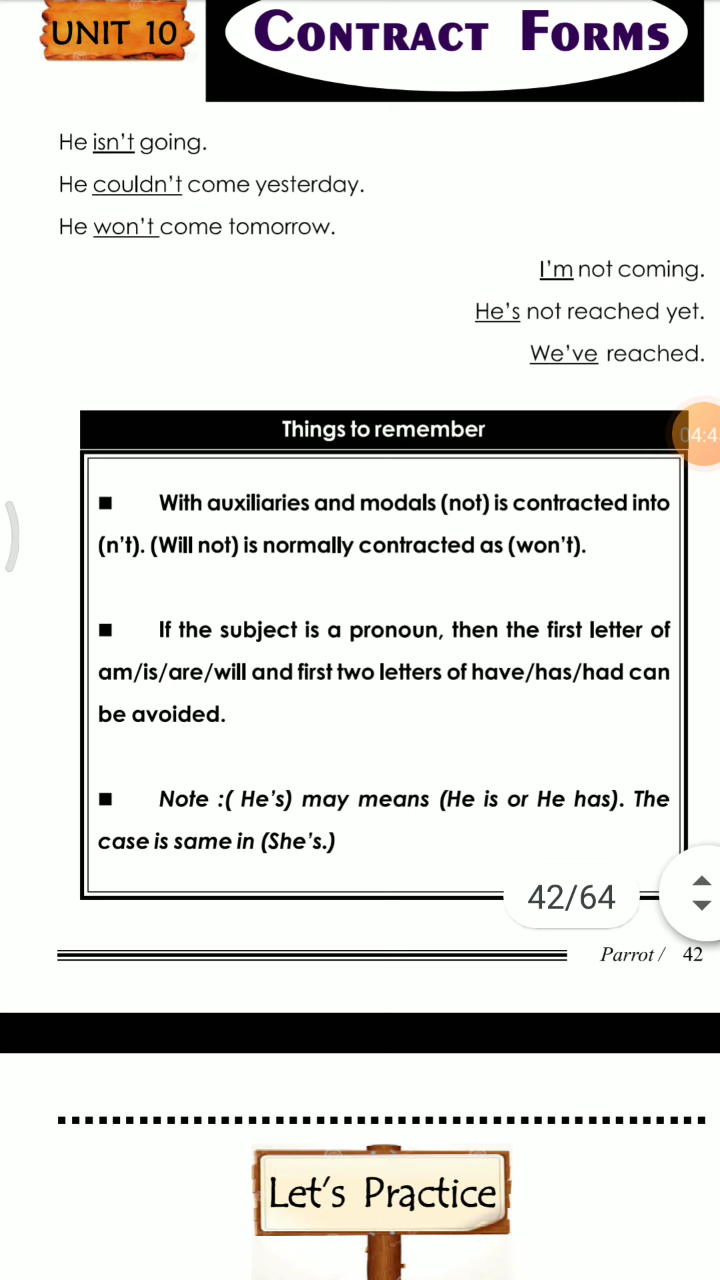 UNIT 10
CONTRACT FORMS
He isn't going.
He couldn't come yesterday.
He won't come tomorrow.
I'm not coming.
He's not reached yet.
We've reached.
Things to remember
04:4
■ With auxiliaries and modals (not) is contracted into
(n't). (Will not) is normally contracted as (won't).
■ If the subject is a pronoun, then the first letter of
am/is/are/will and first two letters of have/has/had can
be avoided.
■ Note :( He's) may means (He is or He has). The
case is same in (She's.)
42/64
Parrot / 42
Let's Practice